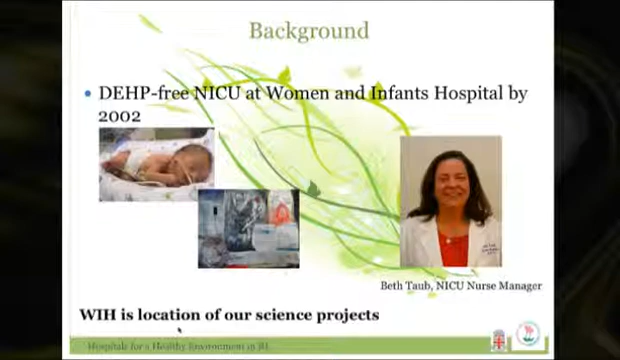 Background
• DEHP-free NICU at Women and Infants Hospital by
2002
Beth Taub, NICU Nurse Manager
WIH is location of our science projects
Hospitals for a Healthy Environment in RI